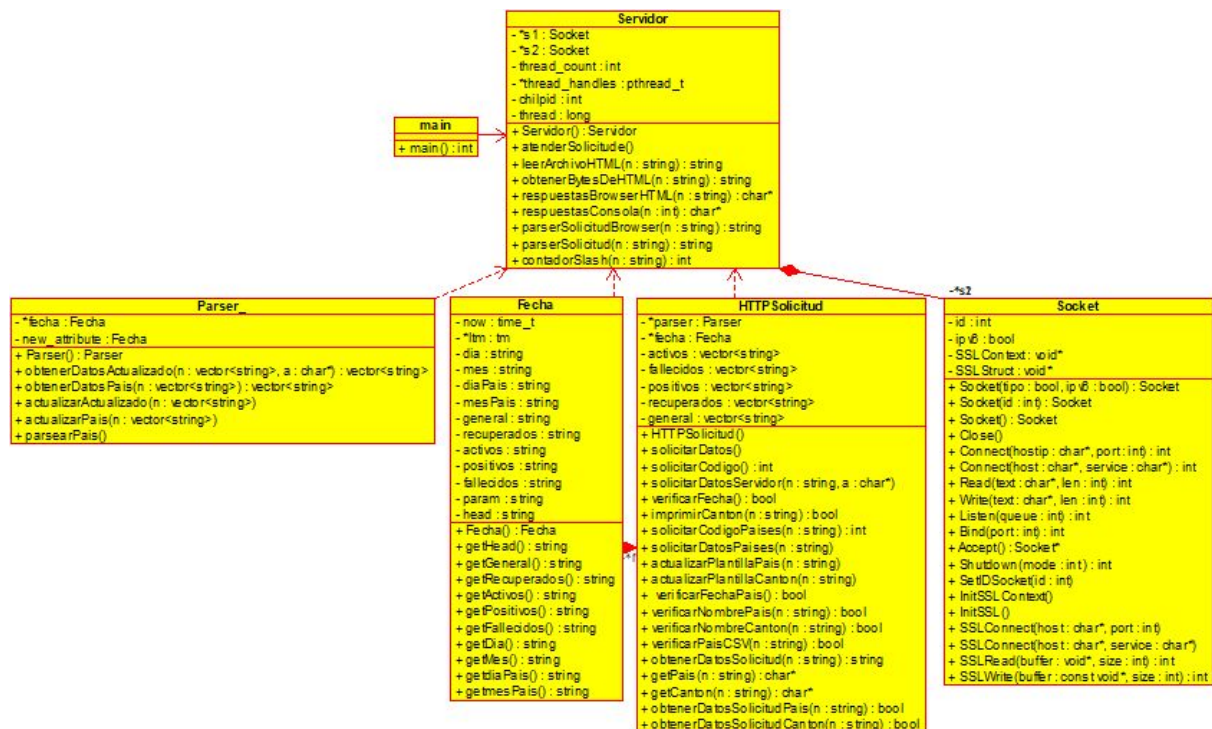 Servidor
- *s1 : Socket
- *s2 : Socket
- thread_count : int
- *thread_handles : pthread_t
- chilpid : int
- thread : long
+ Servidor() : Servidor
+ atenderSolicitude()
+ leerArchivoHTML(n : string) : string
+ obtenerBytesDeHTML(n : string) : string
+ respuestasBrowserHTML(n : string) : char*
+ respuestasConsola(n : int) : char*
+ parserSolicitudBrowser(n : string) : string
+ parserSolicitud(n : string) : string
+ contadorSlash(n : string) : int
main
+ main() : int
Parser_
- *fecha : Fecha
- new_attribute : Fecha
+ Parser() : Parser
+ obtenerDatosActualizado(n : vector<string>, a : char*) : vector<string>
+ obtenerDatosPais(n : vector<string>) : vector<string>
+ actualizarActualizado(n : vector<string>)
+ actualizarPais(n : vector<string>)
+ parsearPais()
Fecha
- now : time_t
- *ltm : tm
- dia : string
- mes : string
- diaPais : string
- mesPais : string
- general : string
- recuperados : string
- activos : string
- positivos : string
- fallecidos : string
- param : string
- head : string
+ Fecha() : Fecha
+ getHead() : string
+ getGeneral() : string
+ getRecuperados() : string
+ getActivos() : string
+ getPositivos() : string
+ getFallecidos() : string
+ getDia() : string
+ getMes() : string
+ getdiaPais() : string
+ getmesPais() : string
HTTPSolicitud
- *parser : Parser
- *fecha : Fecha
- activos : vector<string>
- fallecidos : vector<string>
- positivos : vector<string>
- recuperados : vector<string>
- general : vector<string>
+ HTTPSolicitud()
+ solicitarDatos()
+ solicitarCodigo() : int
+ solicitarDatosServidor(n : string, a : char*)
+ verificarFecha() : bool
+ imprimirCanton(n : string) : bool
+ solicitarCodigoPaises(n : string) : int
+ solicitarDatosPaises(n : string)
+ actualizarPlantillaPais(n : string)
+ actualizarPlantillaCanton(n : string)
+ verificarFechaPais() : bool
+ verificarNombrePais(n : string) : bool
+ verificarNombreCanton(n : string) : bool
+ verificarPaisCSV(n : string) : bool
+ obtenerDatosSolicitud(n : string) : string
+ getPais(n : string) : char*
+ getCanton(n : string) : char*
+ obtenerDatosSolicitudPais(n : string) : bool
+ obtenerDatosSolicitudCanton(n : string) : bool
Socket
- id : int
- ipv6 : bool
- SSLContext : void*
- SSLStruct : void*
+ Socket(tipo : bool, ipv6 : bool) : Socket
+ Socket(id : int) : Socket
+ Socket() : Socket
+ Close()
+ Connect(hostip : char*, port : int) : int
+ Connect(host : char*, service : char*) : int
+ Read(text : char*, len : int) : int
+ Write(text : char*, len : int) : int
+ Listen(queue : int) : int
+ Bind(port : int) : int
+ Accept() : Socket*
+ Shutdown(mode : int) : int
+ SetIDSocket(id : int)
+ InitSSLContext()
+ InitSSL()
+ SSLConnect(host : char*, port : int)
+ SSLConnect(host : char*, service : char*)
+ SSLRead(buffer : void*, size : int) : int
+ SSLWrite(buffer : const void*, size : int) : int